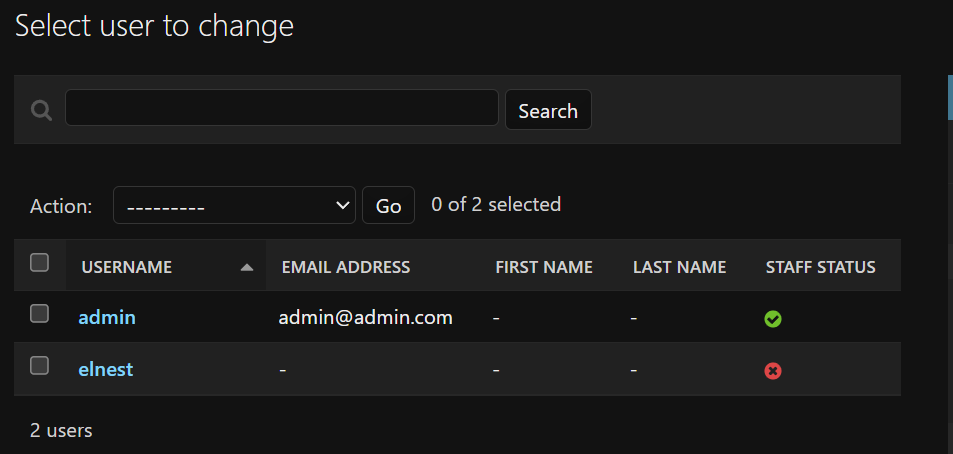 Select user to change
Search
Action: --------- Go 0 of 2 selected
USERNAME EMAIL ADDRESS FIRST NAME LAST NAME STAFF STATUS
admin admin@admin.com - -
elnest - - -
2 users